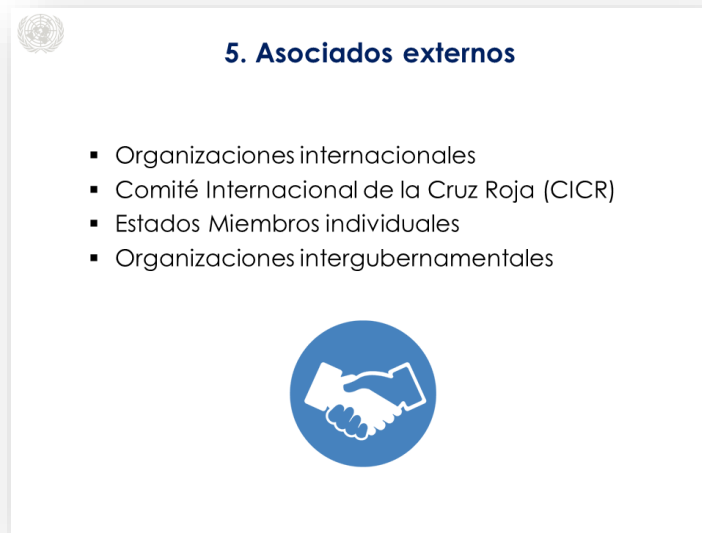 5. Asociados externos
▪ Organizaciones internacionales
▪ Comité Internacional de la Cruz Roja (CICR)
▪ Estados Miembros individuales
▪ Organizaciones intergubernamentales